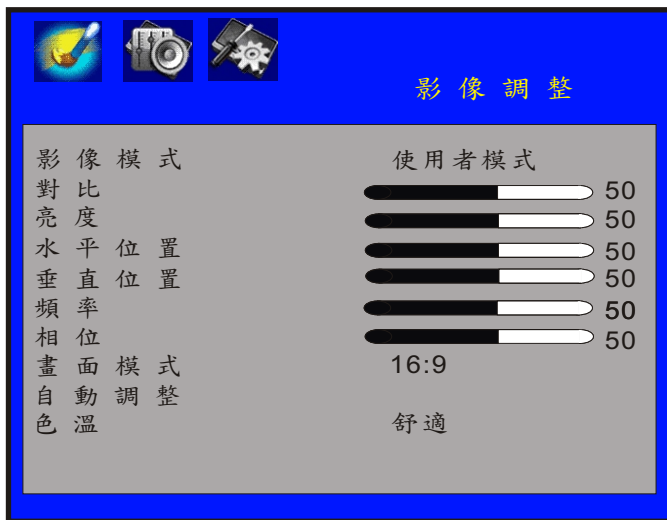 影像調整
影像模式 使用者模式
對比 50
亮度 50
水平位置 50
垂直位置 50
頻率 50
相位 50
畫面模式 16:9
自動調整
色溫 舒適